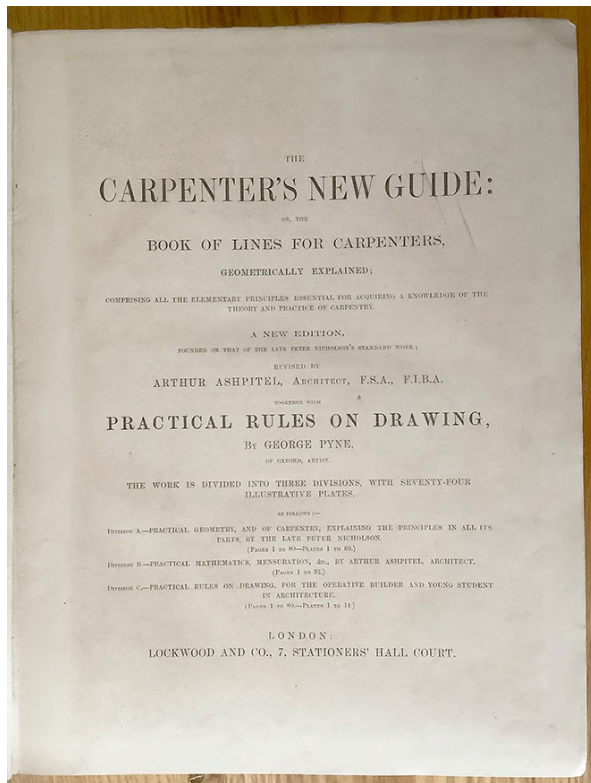 THE
CARPENTER'S NEW GUIDE:
OR, THE
BOOK OF LINES FOR CARPENTERS,
GEOMETRICALLY EXPLAINED;
COMPRISING ALL THE ELEMENTARY PRINCIPLES ESSENTIAL FOR ACQUIRING A KNOWLEDGE OF THE
THEORY AND PRACTICE OF CARPENTRY.
A NEW EDITION,
FOUNDED ON THAT OF THE LATE PETER NICHOLSON'S STANDARD WORK;
REVISED BY
ARTHUR ASHPITEL, ARCHITECT, F.S.A., F.I.B.A.
TOGETHER WITH
PRACTICAL RULES ON DRAWING,
BY GEORGE PYNE,
OF OXFORD, ARTIST.
THE WORK IS DIVIDED INTO THREE DIVISIONS, WITH SEVENTY-FOUR
ILLUSTRATIVE PLATES,
AS FOLLOWS:—
DIVISION A.—PRACTICAL GEOMETRY, AND OF CARPENTRY, EXPLAINING THE PRINCIPLES IN ALL ITS
PARTS, BY THE LATE PETER NICHOLSON.
(PAGES 1 TO 80—PLATES 1 TO 60.)
DIVISION B.—PRACTICAL MATHEMATICS, MENSURATION, &c., BY ARTHUR ASHPITEL, ARCHITECT.
(PAGES 1 TO 32.)
DIVISION C.—PRACTICAL RULES ON DRAWING, FOR THE OPERATIVE BUILDER AND YOUNG STUDENT
IN ARCHITECTURE.
(PAGES 1 TO PLATES 1 TO 14)
LONDON:
LOCKWOOD AND CO., 7, STATIONERS' HALL COURT.